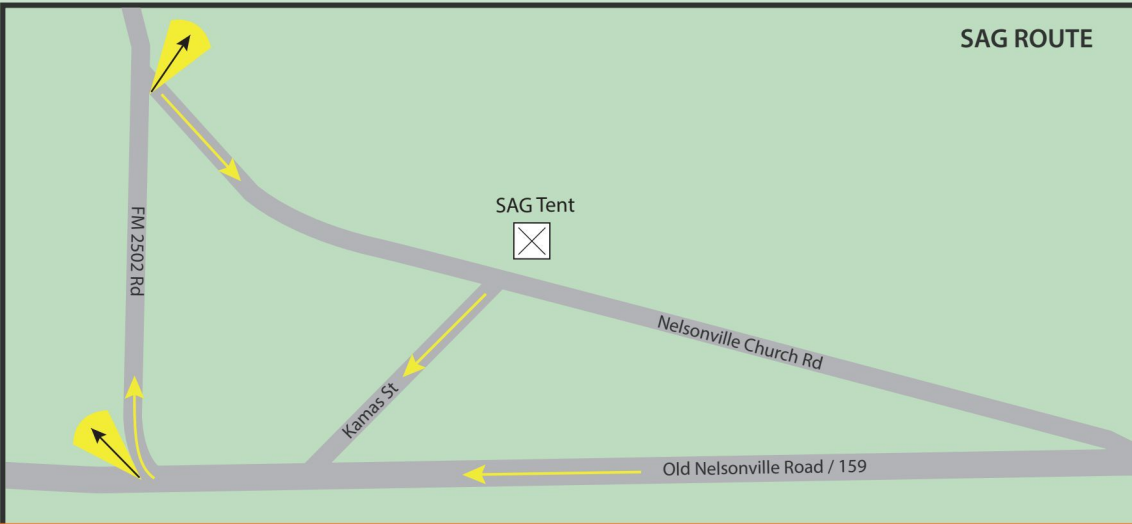 SAG ROUTE
SAG Tent
FM 2502 Rd
Nelsonville Church Rd
Kamas St
Old Nelsonville Road / 159